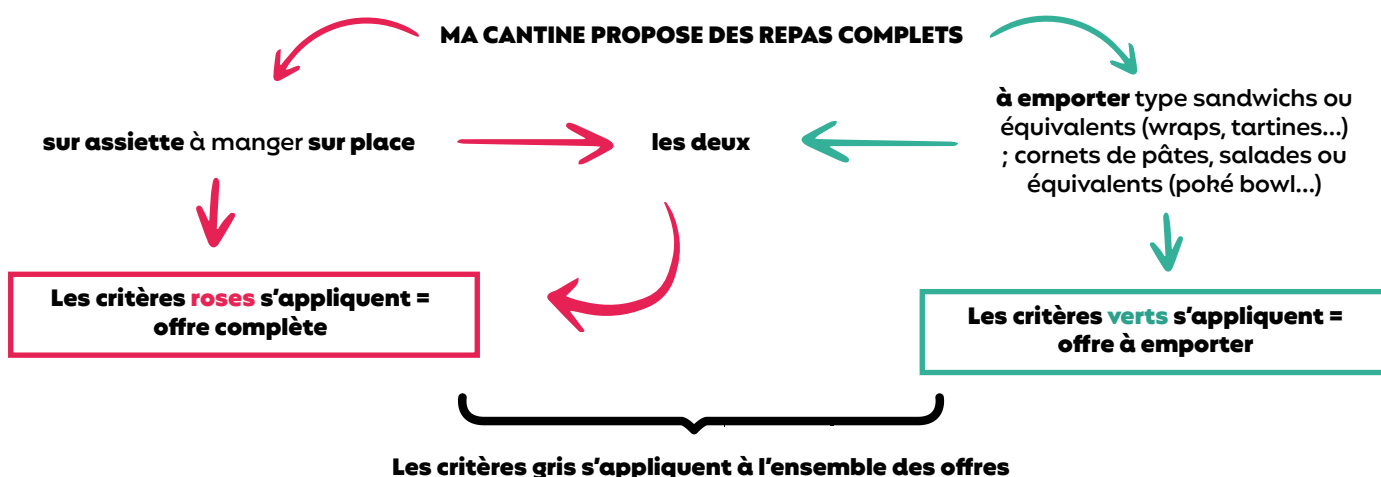 MA CANTINE PROPOSE DES REPAS COMPLETS
sur assiette à manger sur place
les deux
à emporter type sandwichs ou
équivalents (wraps, tartines...)
; cornets de pâtes, salades ou
équivalents (poké bowl...)
Les critères roses s'appliquent =
offre complète
Les critères verts s'appliquent =
offre à emporter
Les critères gris s'appliquent à l'ensemble des offres